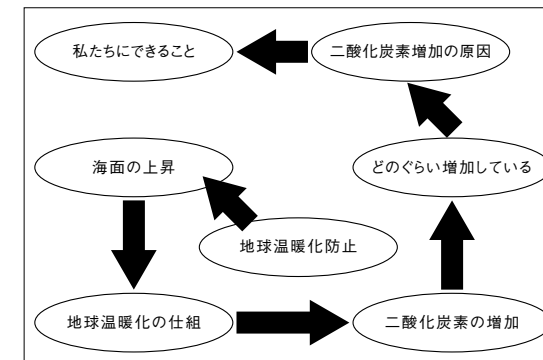 私たちにできること
二酸化炭素増加の原因
海面の上昇
どのぐらい増加している
地球温暖化防止
地球温暖化の仕組
二酸化炭素の増加